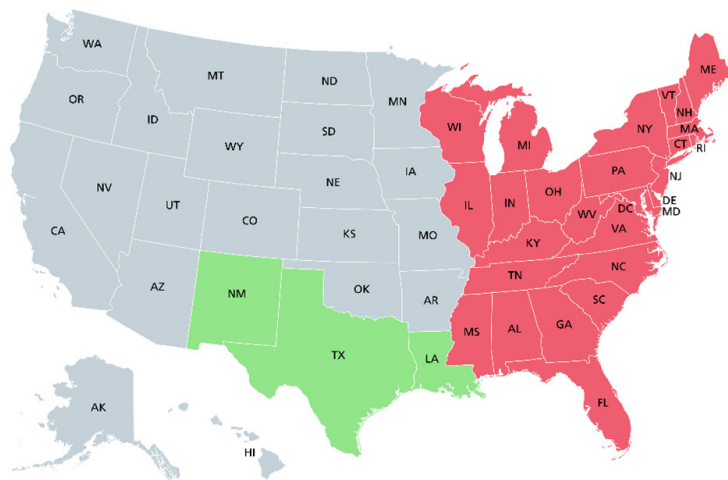 WA
MT
ND
MN
ME
VT
NH
OR
ID
SD
WI
MI
NY
MA
CT
RI
WY
IA
PA
NJ
NV
NE
IL
IN
OH
DE
MD
DC
UT
CO
KS
MO
WV
VA
CA
KY
NC
AZ
NM
OK
AR
TN
SC
MS
AL
GA
TX
LA
AK
FL
HI